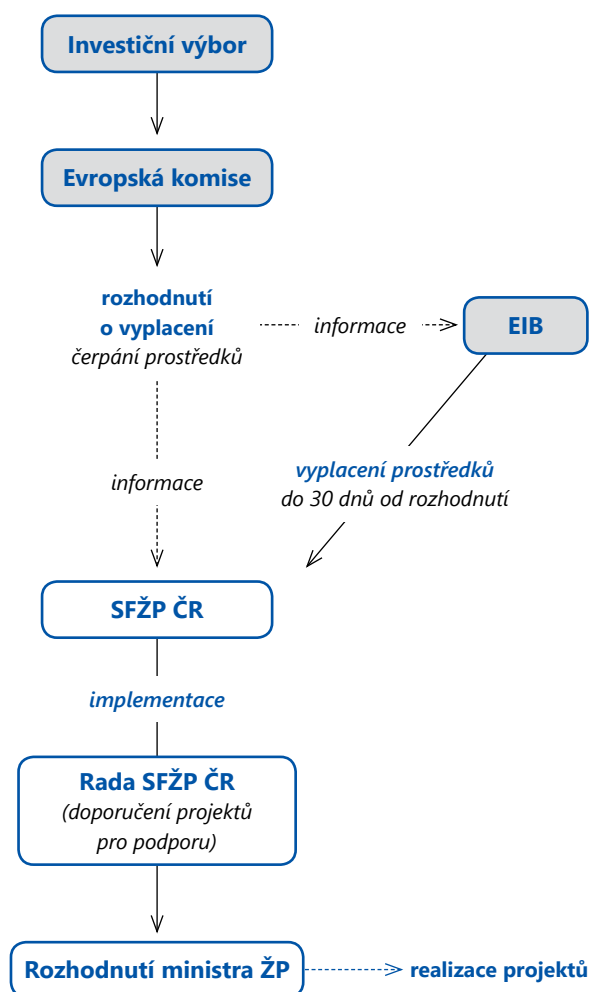 Investiční výbor
Evropská komise
rozhodnutí
o vyplacení
čerpání prostředků
informace
EIB
informace
vyplacení prostředků
do 30 dnů od rozhodnutí
SFŽP ČR
implementace
Rada SFŽP ČR
(doporučení projektů
pro podporu)
Rozhodnutí ministra ŽP
realizace projektů